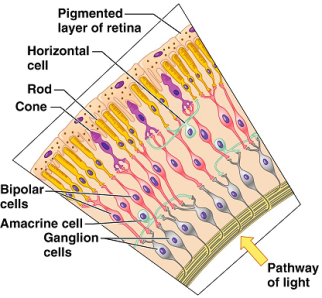 Pigmented
layer of retina
Horizontal
cell
Rod
Cone
Bipolar
cells
Amacrine cell
Ganglion
cells
Pathway
of light